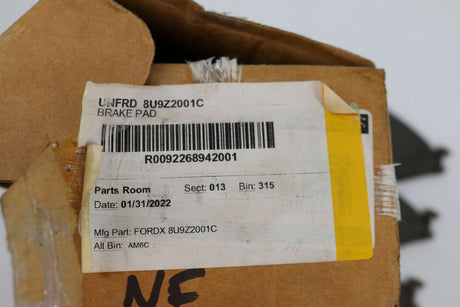 UNFRD 8U9Z2001C
BRAKE PAD
R0092268942001
Parts Room Sect: 013 Bin: 315
Date: 01/31/2022
Mfg Part: FORDX 8U9Z2001C
Alt Bin: AM6C
NE